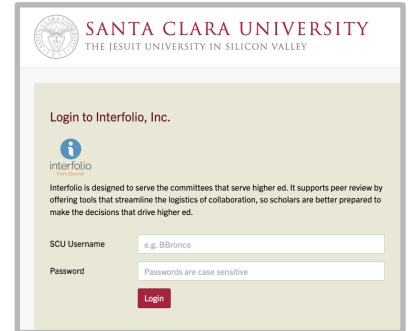 SANTA CLARA UNIVERSITY
THE JESUIT UNIVERSITY IN SILICON VALLEY
Login to Interfolio, Inc.
interfolio
from Elsevier
Interfolio is designed to serve the committees that serve higher ed. It supports peer review by
offering tools that streamline the logistics of collaboration, so scholars are better prepared to
make the decisions that drive higher ed.
SCU Username
e.g. BBronco
Password
Passwords are case sensitive
Login